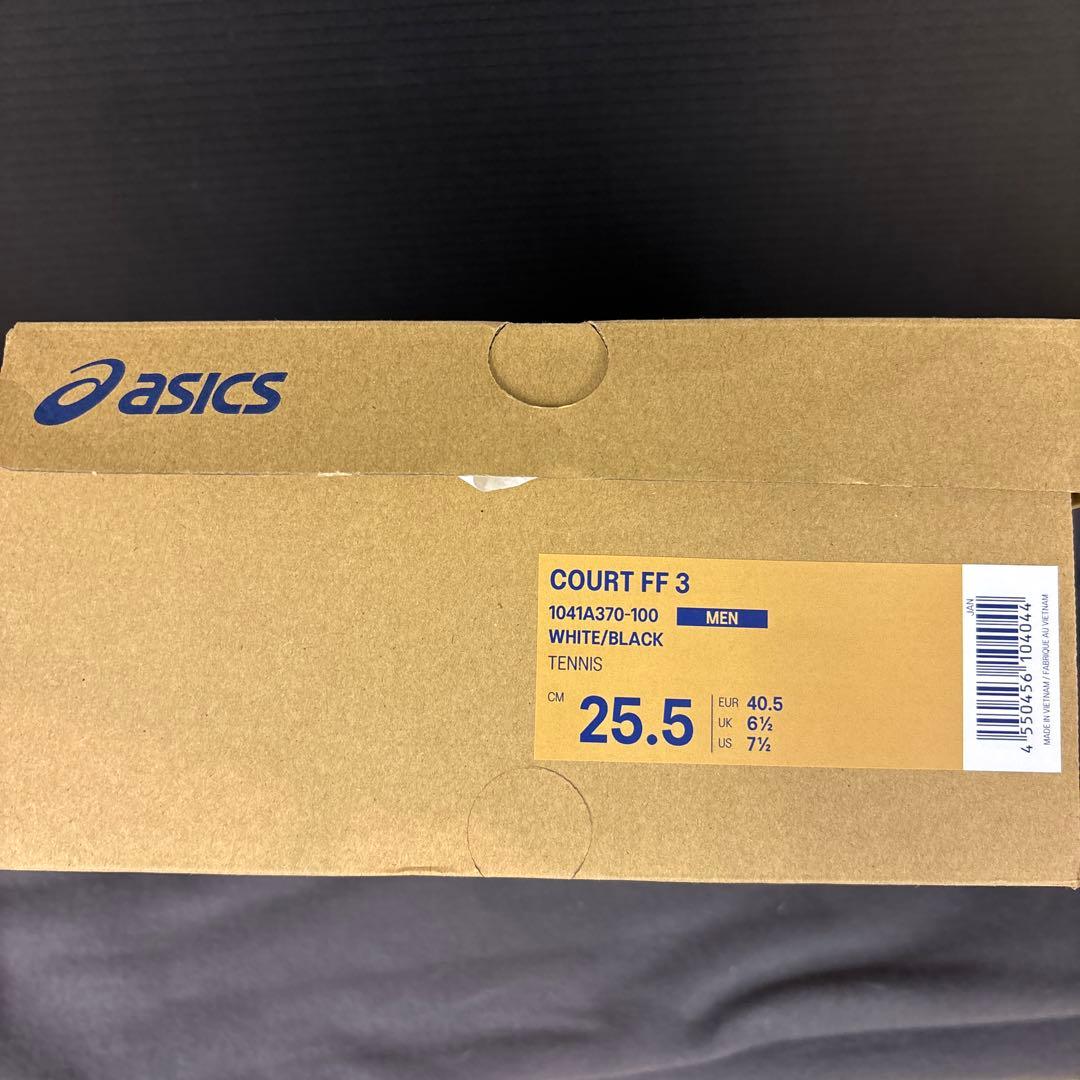 asics
COURT FF 3
1041A370-100 MEN
WHITE/BLACK
TENNIS
CM 25.5
EUR 40.5
UK 6½
US 7½
JAN
4 550456 104044
MADE IN VIETNAM / FABRIQUE AU VIETNAM